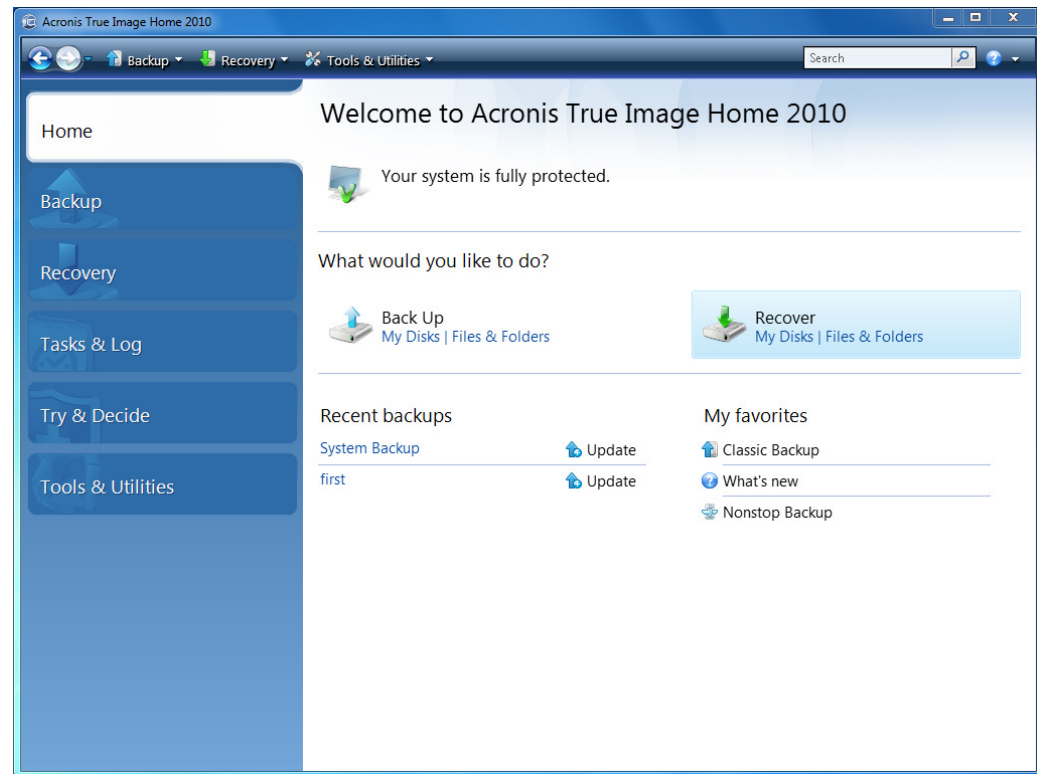 Acronis True Image Home 2010
Backup Recovery Tools & Utilities Search
Home
Backup
Recovery
Tasks & Log
Try & Decide
Tools & Utilities
Welcome to Acronis True Image Home 2010
Your system is fully protected.
What would you like to do?
Back Up
My Disks | Files & Folders
Recover
My Disks | Files & Folders
Recent backups
System Backup Update
first Update
My favorites
Classic Backup
What's new
Nonstop Backup